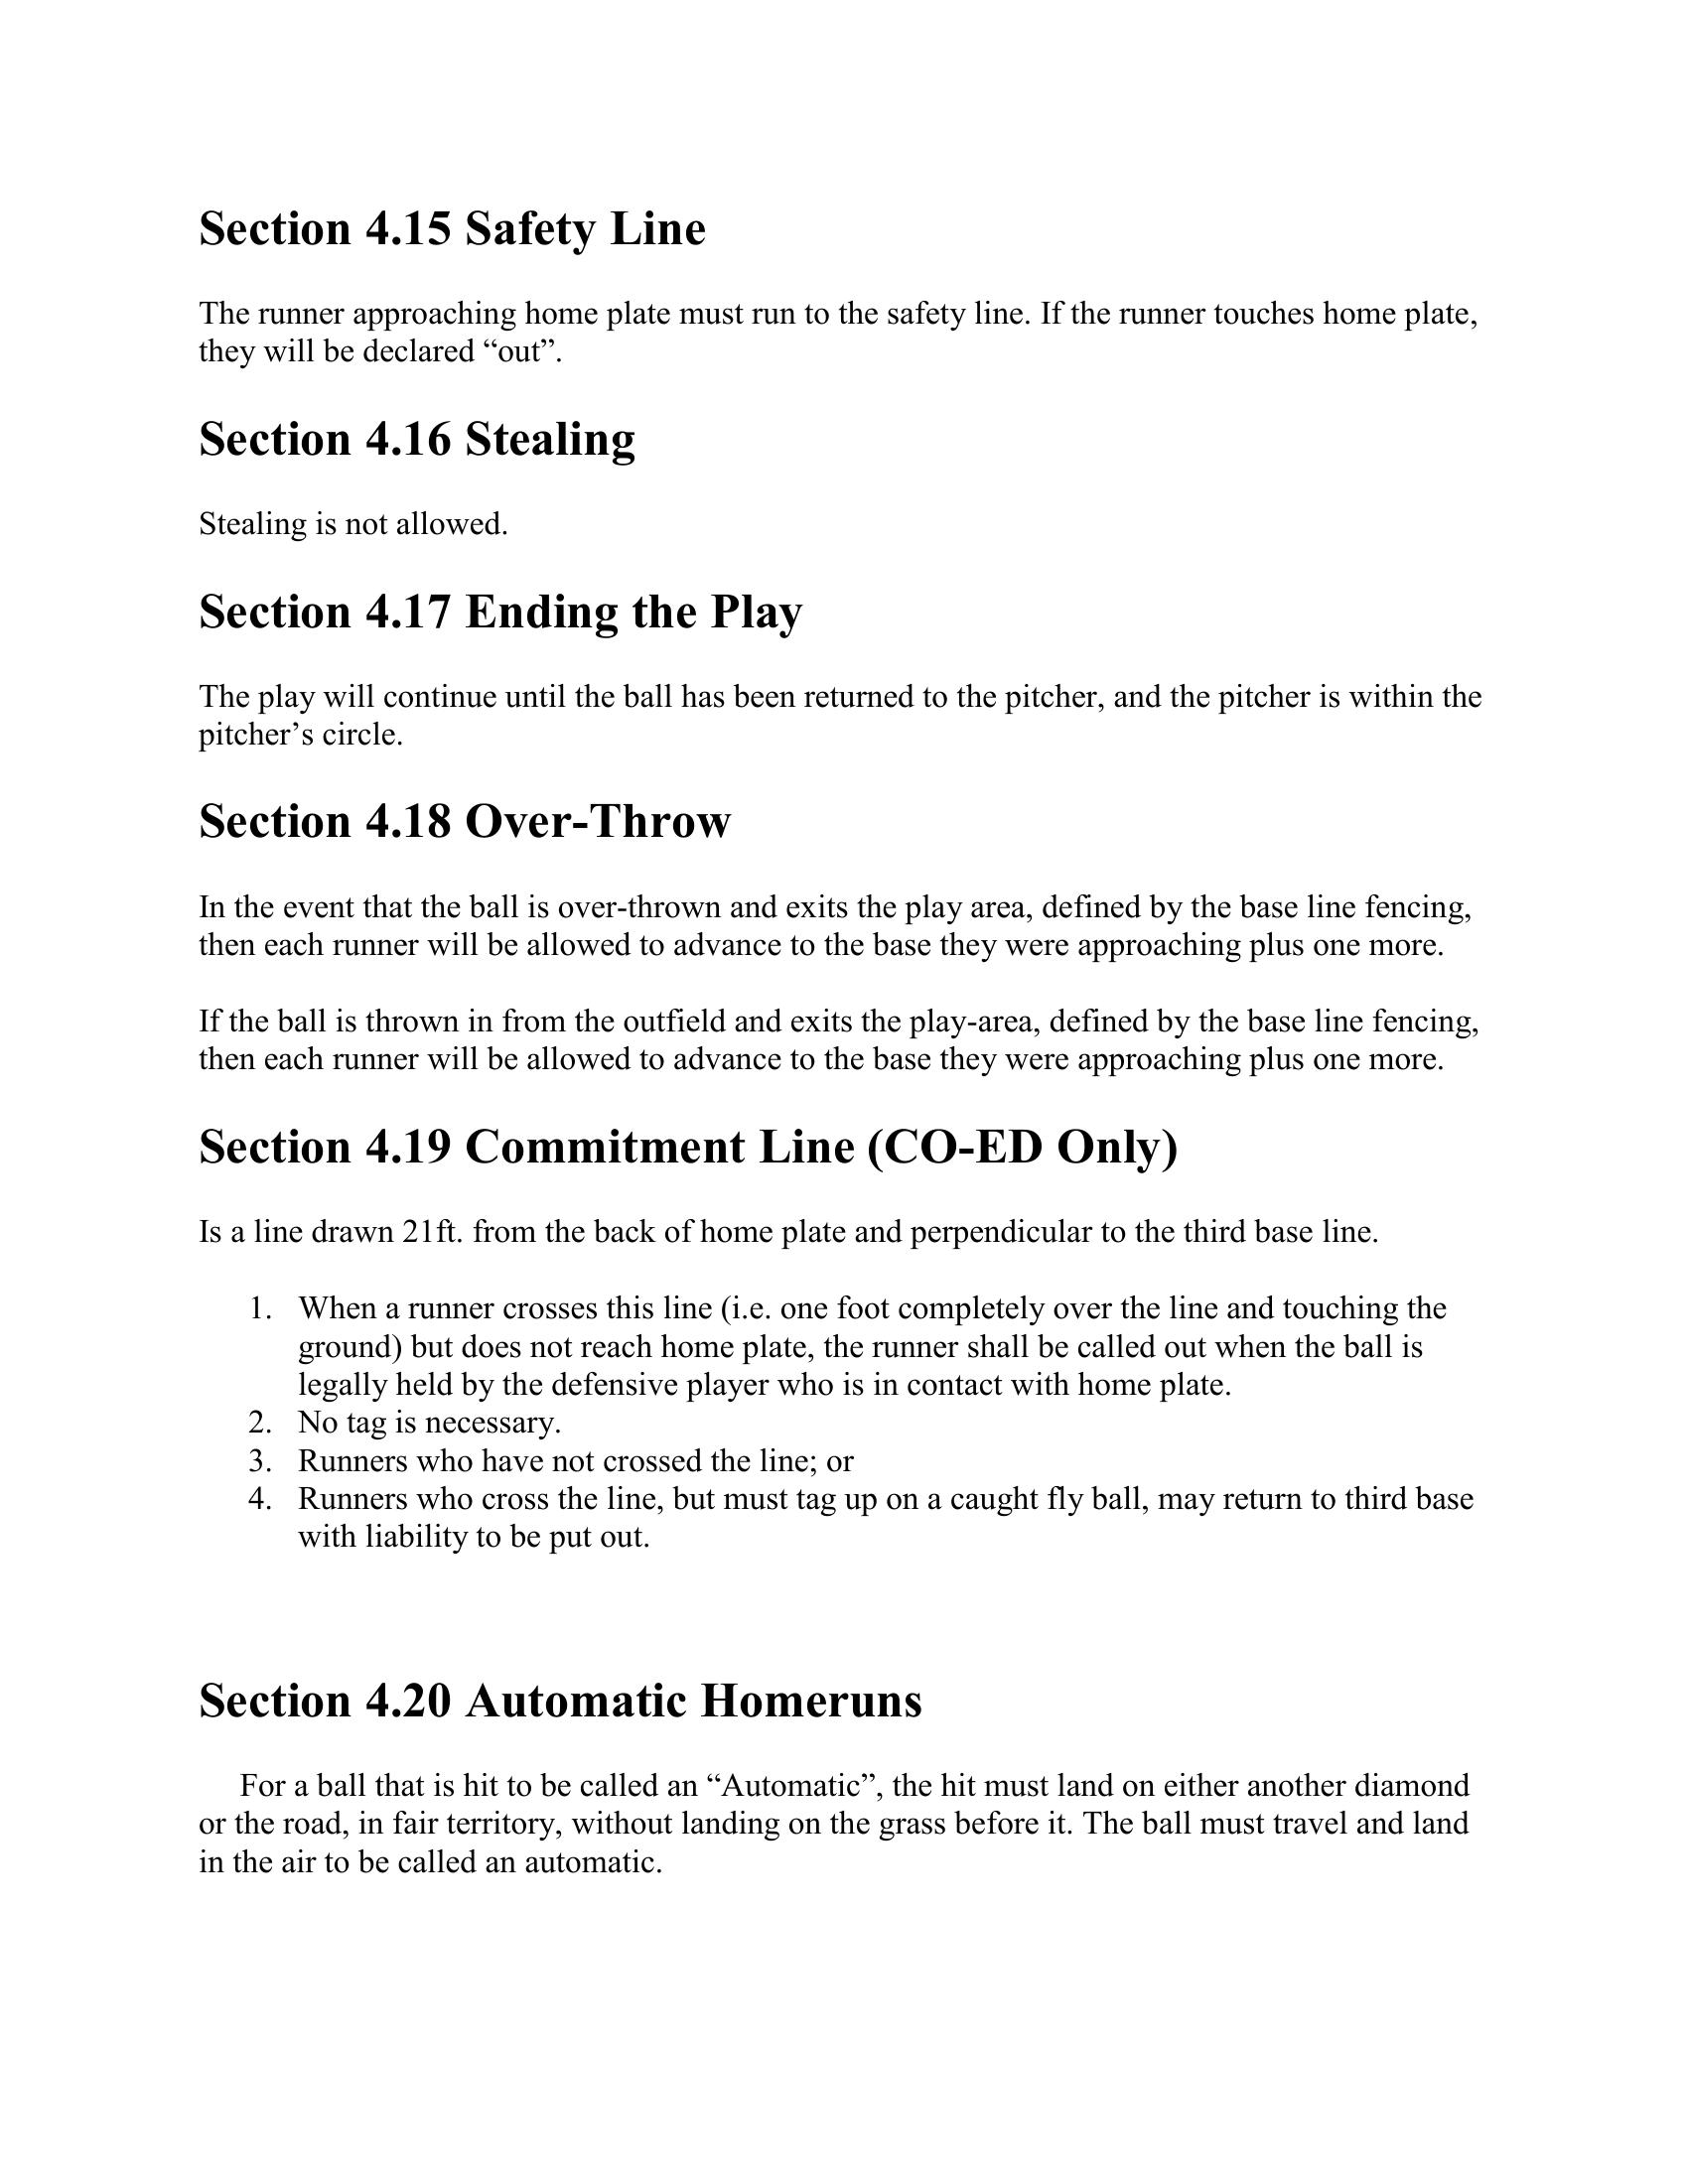 Section 4.15 Safety Line
The runner approaching home plate must run to the safety line. If the runner touches home plate,
they will be declared “out”.
Section 4.16 Stealing
Stealing is not allowed.
Section 4.17 Ending the Play
The play will continue until the ball has been returned to the pitcher, and the pitcher is within the
pitcher’s circle.
Section 4.18 Over-Throw
In the event that the ball is over-thrown and exits the play area, defined by the base line fencing,
then each runner will be allowed to advance to the base they were approaching plus one more.
If the ball is thrown in from the outfield and exits the play-area, defined by the base line fencing,
then each runner will be allowed to advance to the base they were approaching plus one more.
Section 4.19 Commitment Line (CO-ED Only)
Is a line drawn 21ft. from the back of home plate and perpendicular to the third base line.
1. When a runner crosses this line (i.e. one foot completely over the line and touching the
ground) but does not reach home plate, the runner shall be called out when the ball is
legally held by the defensive player who is in contact with home plate.
2. No tag is necessary.
3. Runners who have not crossed the line; or
4. Runners who cross the line, but must tag up on a caught fly ball, may return to third base
with liability to be put out.
Section 4.20 Automatic Homeruns
For a ball that is hit to be called an “Automatic”, the hit must land on either another diamond
or the road, in fair territory, without landing on the grass before it. The ball must travel and land
in the air to be called an automatic.